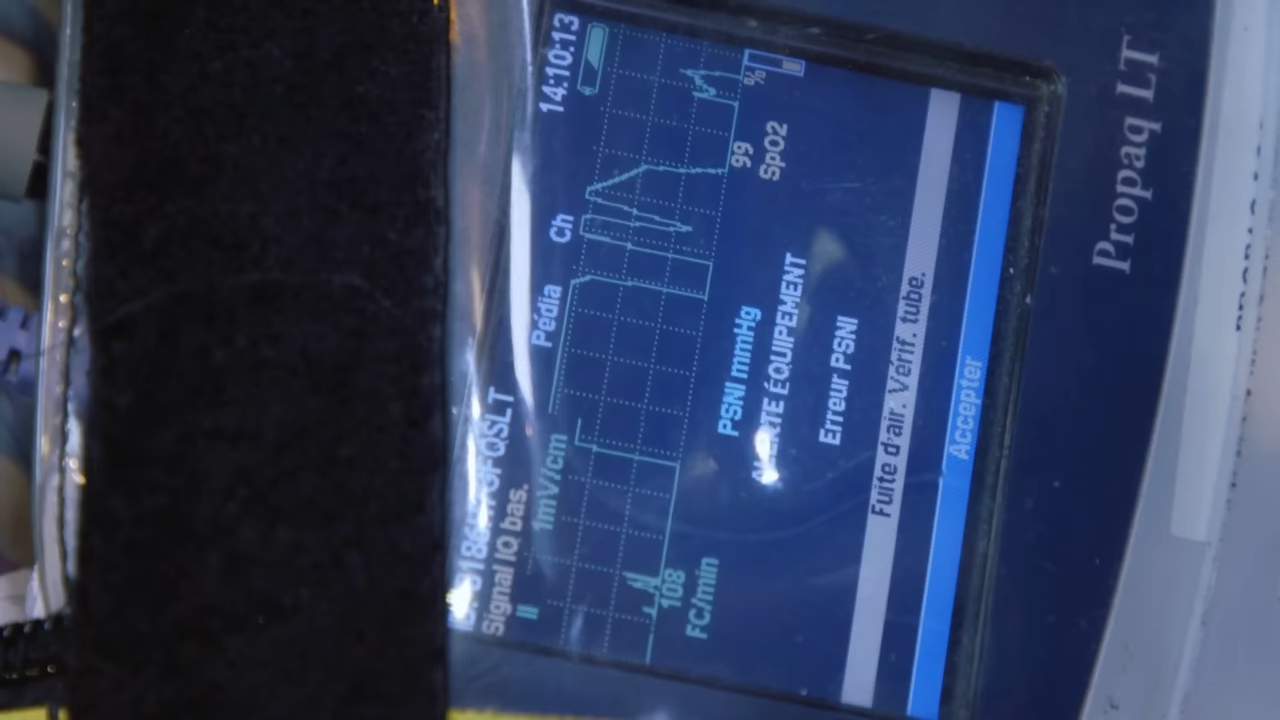 14:10:13
Signal IQ bas.
II
1mV/cm
Pédia
Ch
108
FC/min
99
%
SpO2
PSNI mmHg
ALERTE ÉQUIPEMENT
Erreur PSNI
Fuite d'air. Vérif. tube.
Accepter
Propaq LT